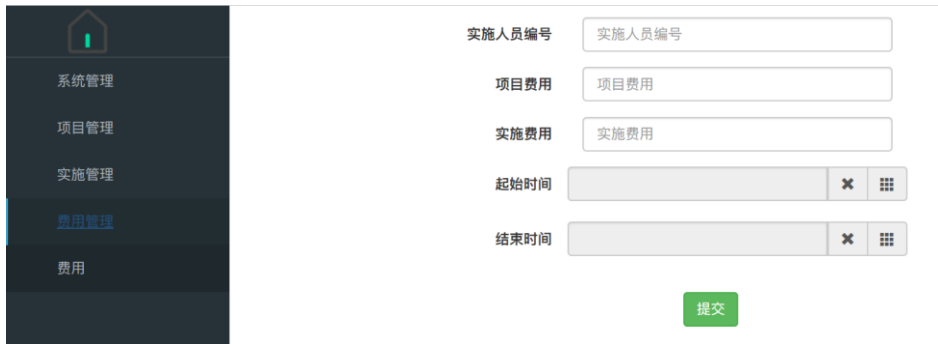 实施人员编号 实施人员编号
系统管理
项目费用 项目费用
项目管理
实施费用 实施费用
实施管理
起始时间
费用管理
结束时间
费用
提交